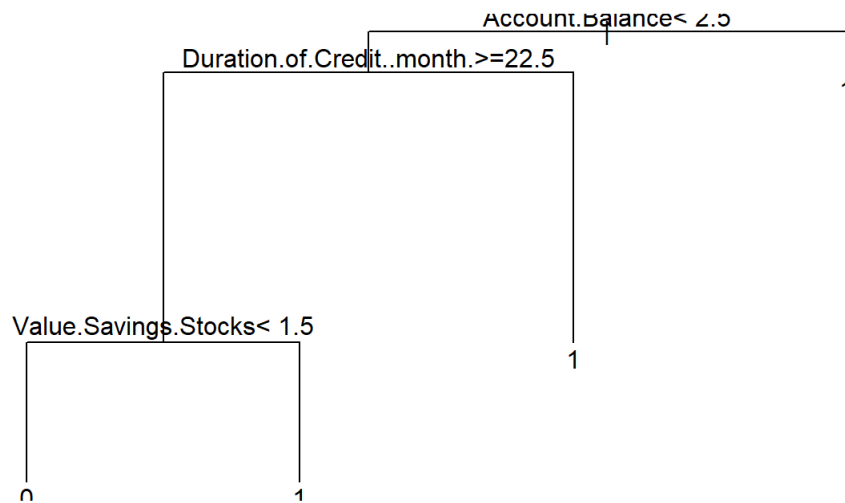 Account.Balance< 2.5
Duration.of.Credit..month.>=22.5
Value.Savings.Stocks< 1.5
1
0
1